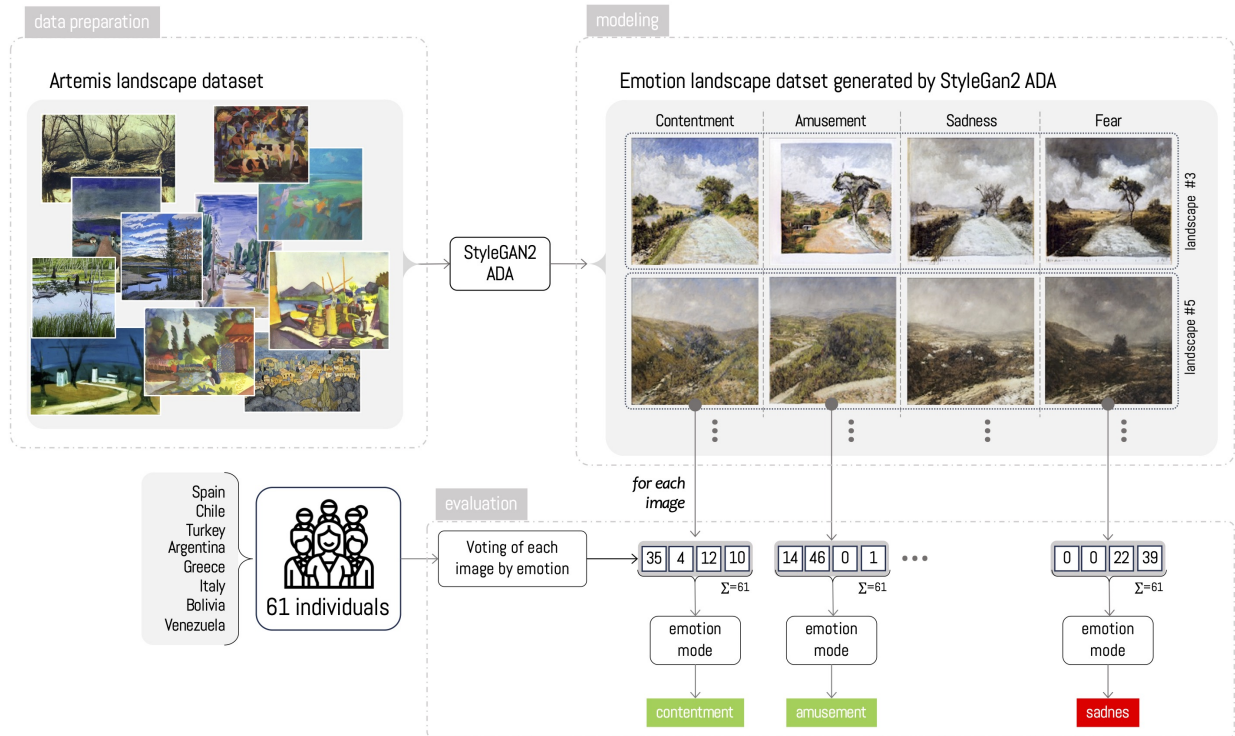 data preparation
Artemis landscape dataset
StyleGAN2
ADA
modeling
Emotion landscape datset generated by StyleGan2 ADA
Contentment
Amusement
Sadness
Fear
landscape #3
landscape #5
for each
image
Spain
Chile
Turkey
Argentina
Greece
Italy
Bolivia
Venezuela
61 individuals
evaluation
Voting of each
image by emotion
35 4 12 10
Σ=61
14 46 0 1
Σ=61
0 0 22 39
Σ=61
emotion
mode
emotion
mode
emotion
mode
contentment
amusement
sadnes